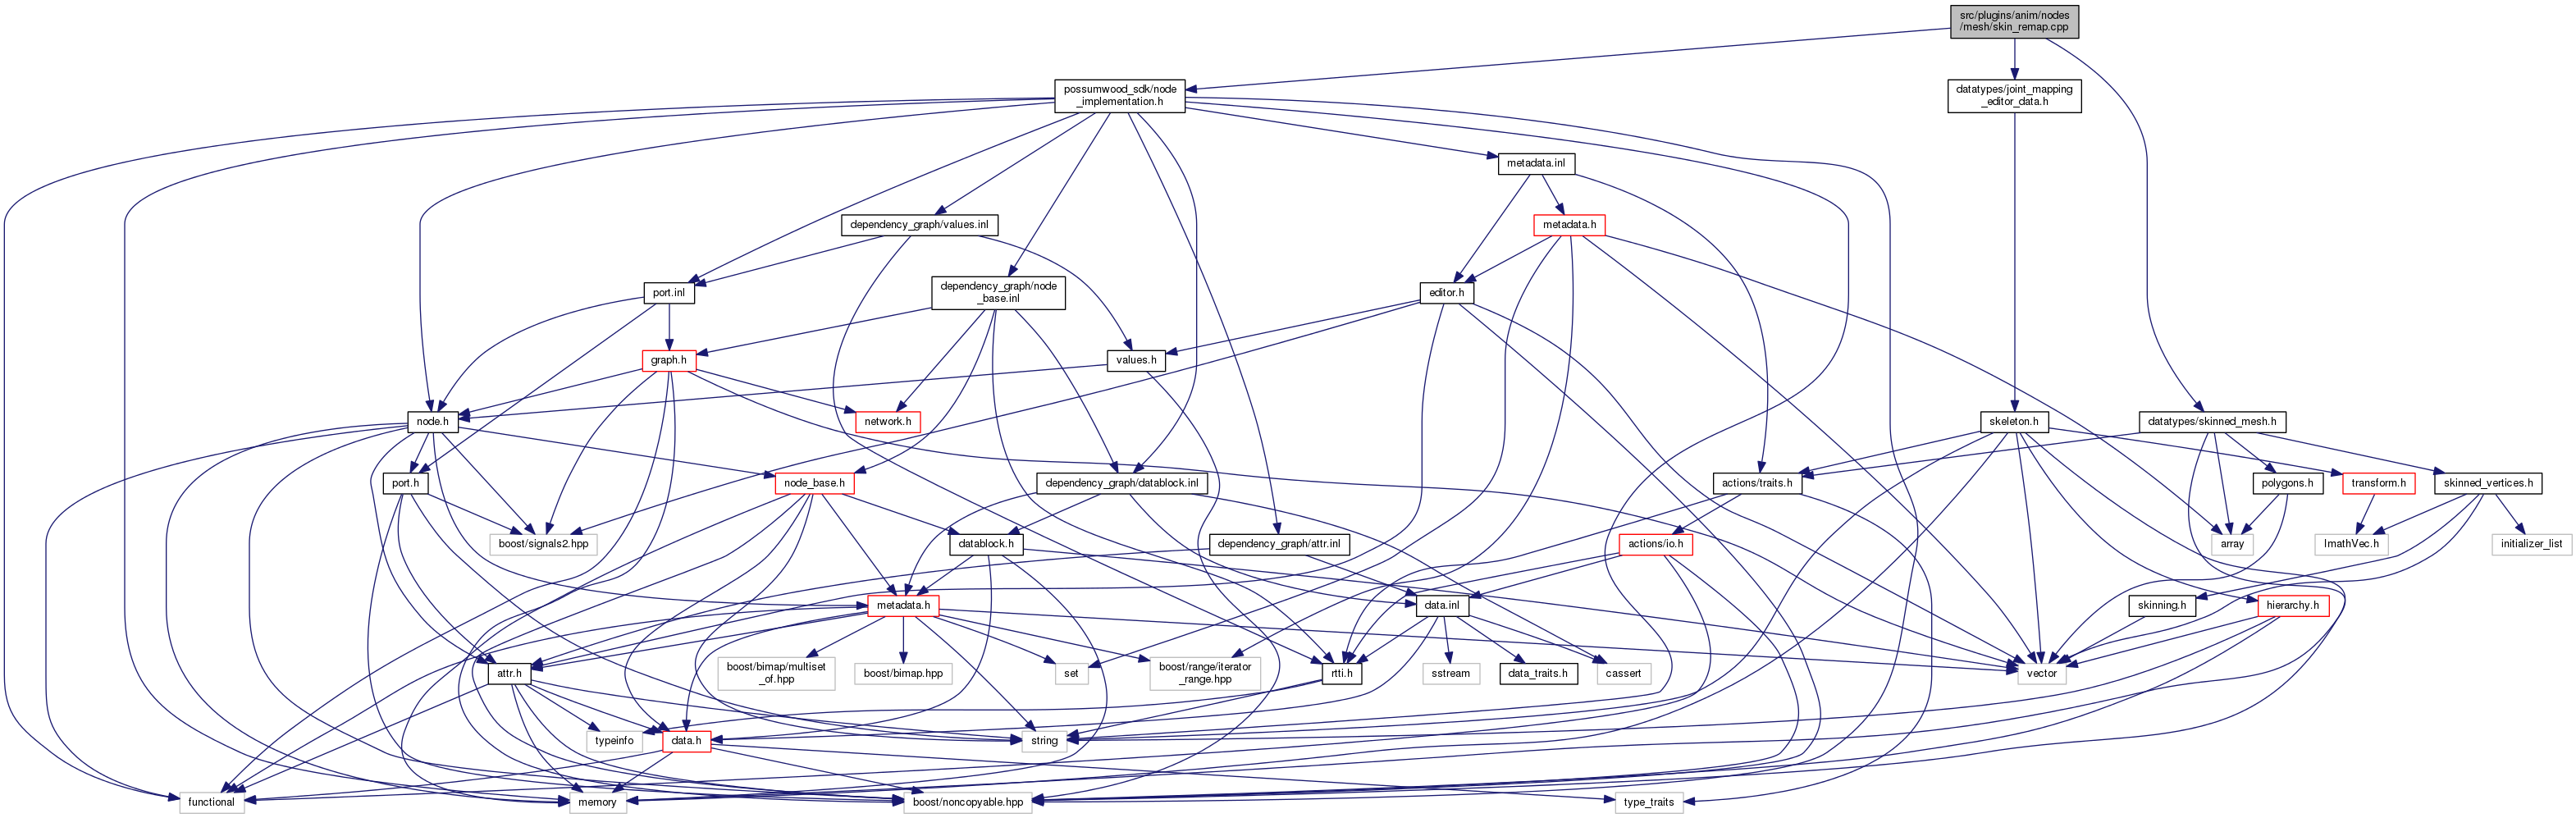 src/plugins/anim/nodes
/mesh/skin_remap.cpp
possumwood_sdk/node
_implementation.h
datatypes/joint_mapping
_editor_data.h
metadata.inl
dependency_graph/values.inl
metadata.h
port.inl
dependency_graph/node
_base.inl
editor.h
graph.h
values.h
node.h
network.h
skeleton.h
datatypes/skinned_mesh.h
port.h
node_base.h
dependency_graph/datablock.inl
actions/traits.h
transform.h
polygons.h
skinned_vertices.h
boost/signals2.hpp
datablock.h
dependency_graph/attr.inl
actions/io.h
ImathVec.h
array
initializer_list
metadata.h
data.inl
skinning.h
hierarchy.h
attr.h
boost/bimap/multiset
_of.hpp
boost/bimap.hpp
set
boost/range/iterator
_range.hpp
rtti.h
sstream
data_traits.h
cassert
vector
typeinfo
data.h
string
functional
memory
boost/noncopyable.hpp
type_traits